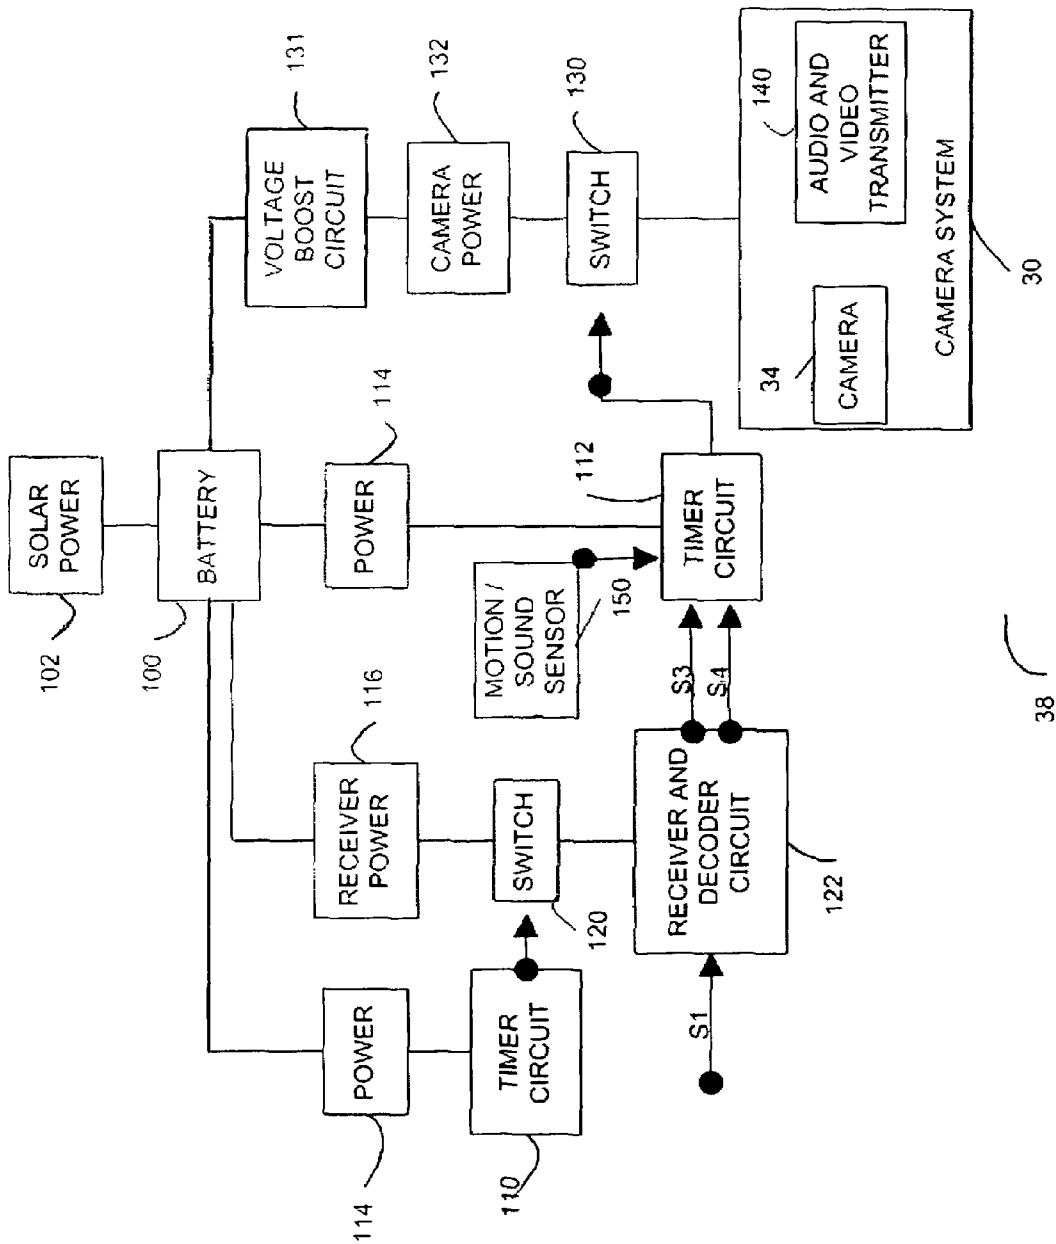 SOLAR
POWER
102
BATTERY
100
VOLTAGE
BOOST
CIRCUIT
131
CAMERA
POWER
132
SWITCH
130
POWER
114
RECEIVER
POWER
116
POWER
114
TIMER
CIRCUIT
110
SWITCH
120
MOTION /
SOUND
SENSOR
150
TIMER
CIRCUIT
112
S1
RECEIVER AND
DECODER
CIRCUIT
122
S3
S4
CAMERA
34
AUDIO AND
VIDEO
TRANSMITTER
140
CAMERA SYSTEM
30
38